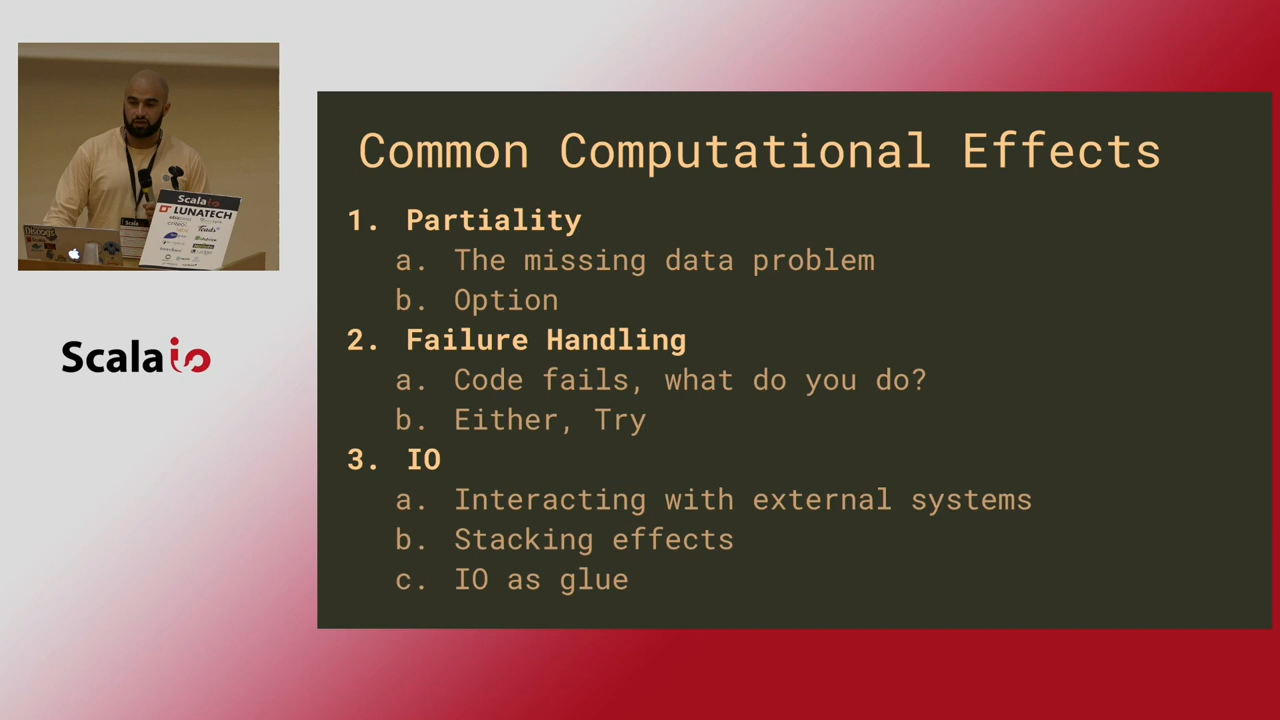 Common Computational Effects
1. Partiality
a. The missing data problem
b. Option
2. Failure Handling
a. Code fails, what do you do?
b. Either, Try
3. IO
a. Interacting with external systems
b. Stacking effects
c. IO as glue
Scala io
LUNATECH
Scalaio